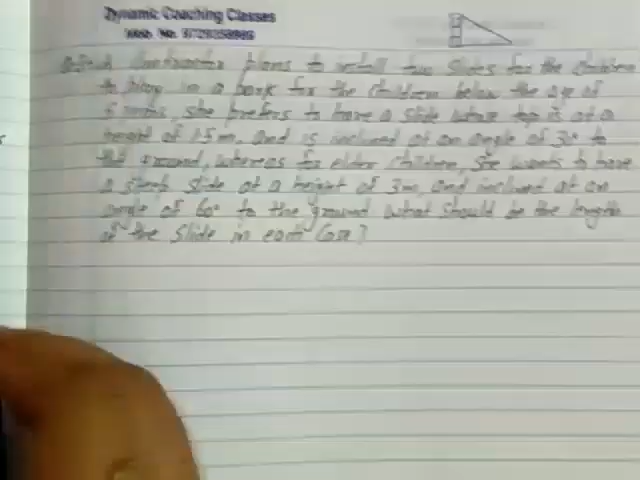 Dynamic Coaching Classes
A Contractor plans to install two slides for the children
to play in a park for the children below the age of
5 years, she prefers to have a slide whose top is at a
height of 1.5 m, and is inclined at an angle of 30° to
the ground, whereas for elder children, she wants to have
a steep slide at a height of 3m, and inclined at an
angle of 60° to the ground what should be the length
of the slide in each Case?